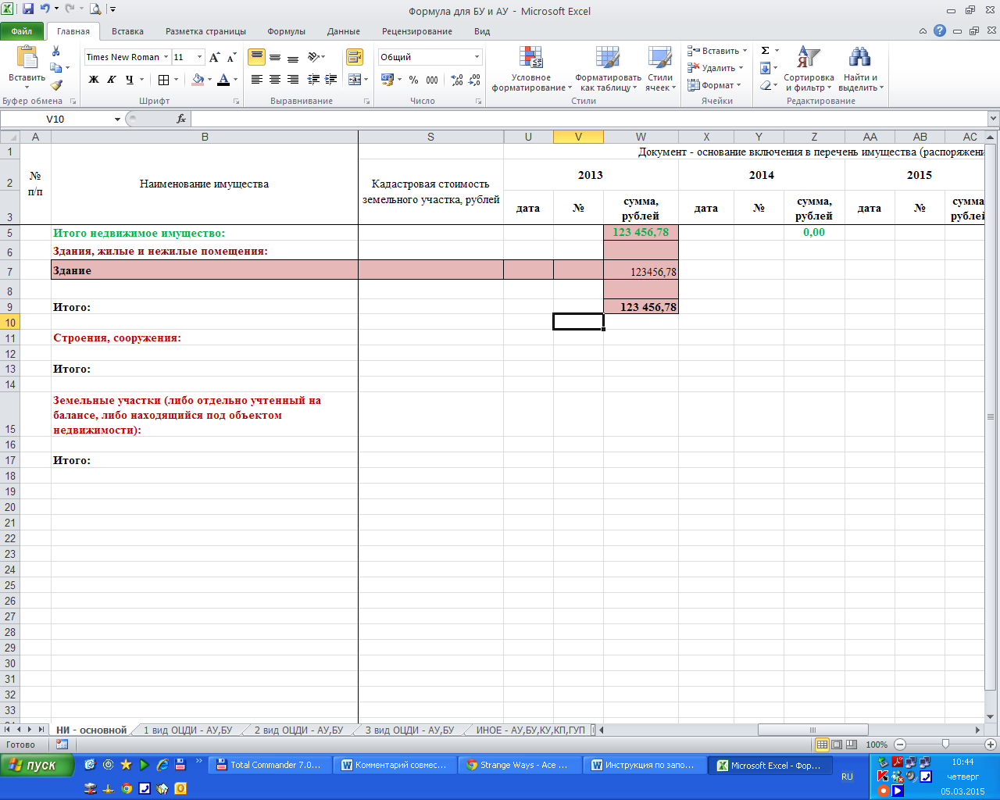 Формула для БУ и АУ - Microsoft Excel
Файл Главная Вставка Разметка страницы Формулы Данные Рецензирование Вид
Вставить
Буфер обмена
Times New Roman 11
Ж К Ч
Шрифт
Выравнивание
Общий
% 000
Число
Условное форматирование
Форматировать как таблицу
Стили ячеек
Стили
Вставить
Удалить
Формат
Ячейки
Σ
Сортировка и фильтр
Найти и выделить
Редактирование
V10 fx
A B S U V W X Y Z AA AB AC
1 Документ - основание включения в перечень имущества (распоряжени
2 № п/п Наименование имущества Кадастровая стоимость земельного участка, рублей 2013 2014 2015
3 дата № сумма, рублей дата № сумма, рублей дата № сумма рублей
5 Итого недвижимое имущество: 123 456,78 0,00
6 Здания, жилые и нежилые помещения:
7 Здание 123456,78
8
9 Итого: 123 456,78
10
11 Строения, сооружения:
12
13 Итого:
14
15 Земельные участки (либо отдельно учтенный на
балансе, либо находящийся под объектом
недвижимости):
16
17 Итого:
18
19
20
21
22
23
24
25
26
27
28
29
30
31
32
33
НИ - основной 1 вид ОЦДИ - АУ,БУ 2 вид ОЦДИ - АУ,БУ 3 вид ОЦДИ - АУ,БУ ИНОЕ - АУ,БУ,КУ,КП,ГУП
Готово 100%
пуск Total Commander 7.0... Комментарий совмес... Strange Ways - Ace ... Инструкция по запо... Microsoft Excel - Фор... RU
10:44
четверг
05.03.2015